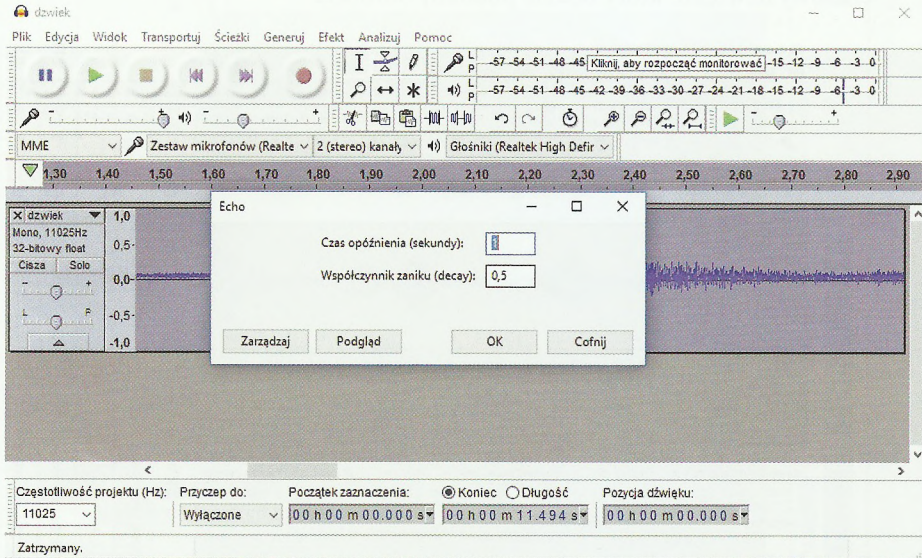 dzwiek
Plik Edycja Widok Transportuj Ścieżki Generuj Efekt Analizuj Pomoc
L
P
-57 -54 -51 -48 -45 Kliknij, aby rozpocząć monitorować -15 -12 -9 -6 -3 0
L
P
-57 -54 -51 -48 -45 -42 -39 -36 -33 -30 -27 -24 -21 -18 -15 -12 -9 -6 -3 0
- + - + - +
MME Zestaw mikrofonów (Realte 2 (stereo) kanały Głośniki (Realtek High Defir
1,30 1,40 1,50 1,60 1,70 1,80 1,90 2,00 2,10 2,20 2,30 2,40 2,50 2,60 2,70 2,80 2,90
X dzwiek
Mono, 11025Hz
32-bitowy float
Cisza Solo
- +
L P
1,0
0,5-
0,0-
-0,5-
-1,0
Echo
Czas opóźnienia (sekundy): 1
Współczynnik zaniku (decay): 0,5
Zarządzaj Podgląd OK Cofnij
Częstotliwość projektu (Hz): Przyczep do: Początek zaznaczenia: Koniec Długość Pozycja dźwięku:
11025 Wyłączone 00 h 00 m 00.000 s 00 h 00 m 11.494 s 00 h 00 m 00.000 s
Zatrzymany.